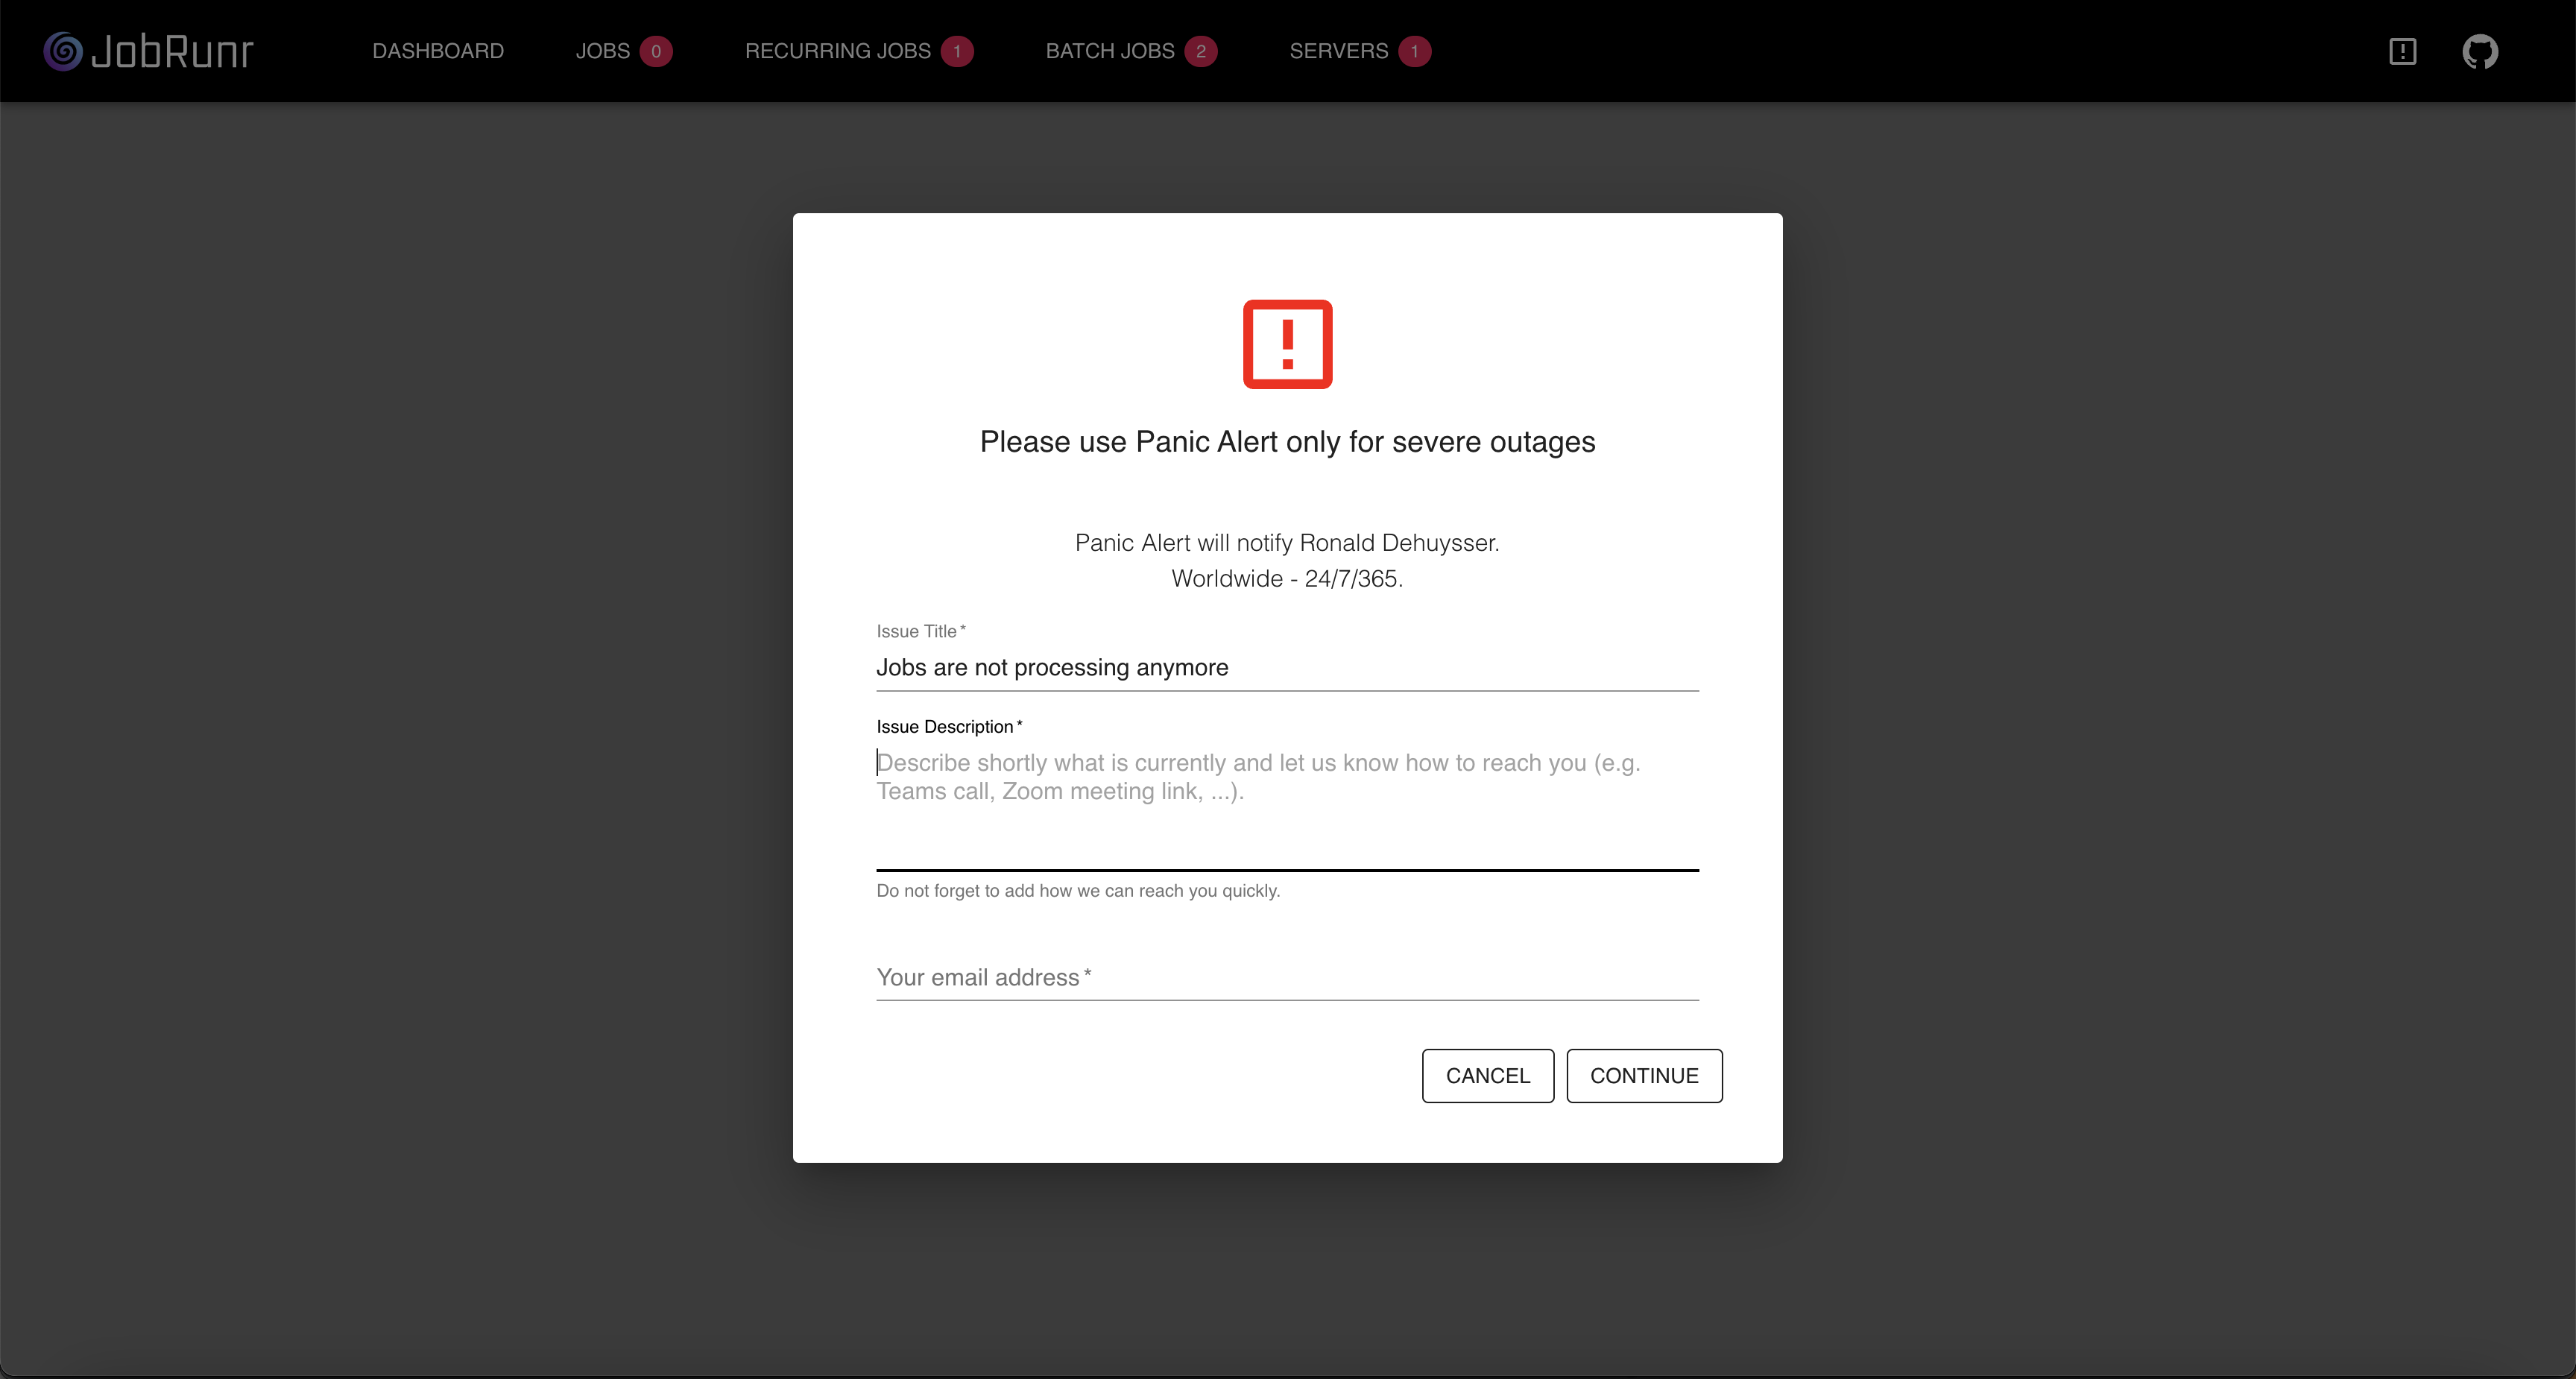 JobRunr DASHBOARD JOBS 0 RECURRING JOBS 1 BATCH JOBS 2 SERVERS 1
Please use Panic Alert only for severe outages
Panic Alert will notify Ronald Dehuysser.
Worldwide - 24/7/365.
Issue Title *
Jobs are not processing anymore
Issue Description *
Describe shortly what is currently and let us know how to reach you (e.g.
Teams call, Zoom meeting link, ...).
Do not forget to add how we can reach you quickly.
Your email address *
CANCEL CONTINUE